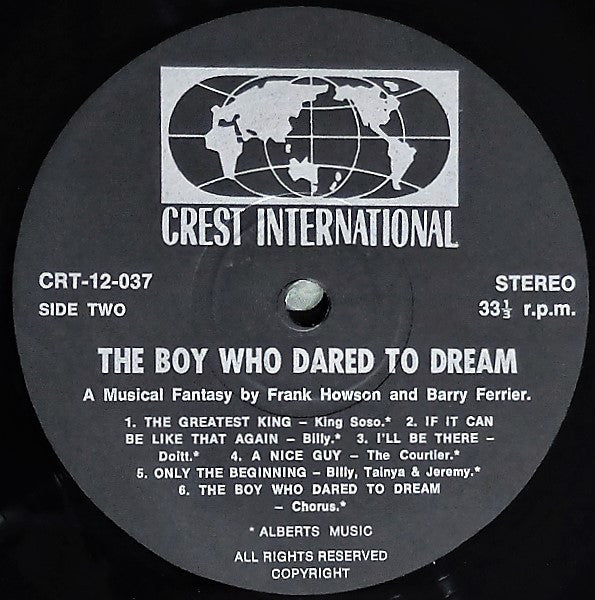 CREST INTERNATIONAL
CRT-12-037
STEREO
SIDE TWO
33⅓ r.p.m.
THE BOY WHO DARED TO DREAM
A Musical Fantasy by Frank Howson and Barry Ferrier.
1. THE GREATEST KING – King Soso.* 2. IF IT CAN
BE LIKE THAT AGAIN – Billy.* 3. I'LL BE THERE –
Doitt.* 4. A NICE GUY – The Courtier.*
5. ONLY THE BEGINNING – Billy, Tainya & Jeremy.*
6. THE BOY WHO DARED TO DREAM
– Chorus.*
* ALBERTS MUSIC
ALL RIGHTS RESERVED
COPYRIGHT